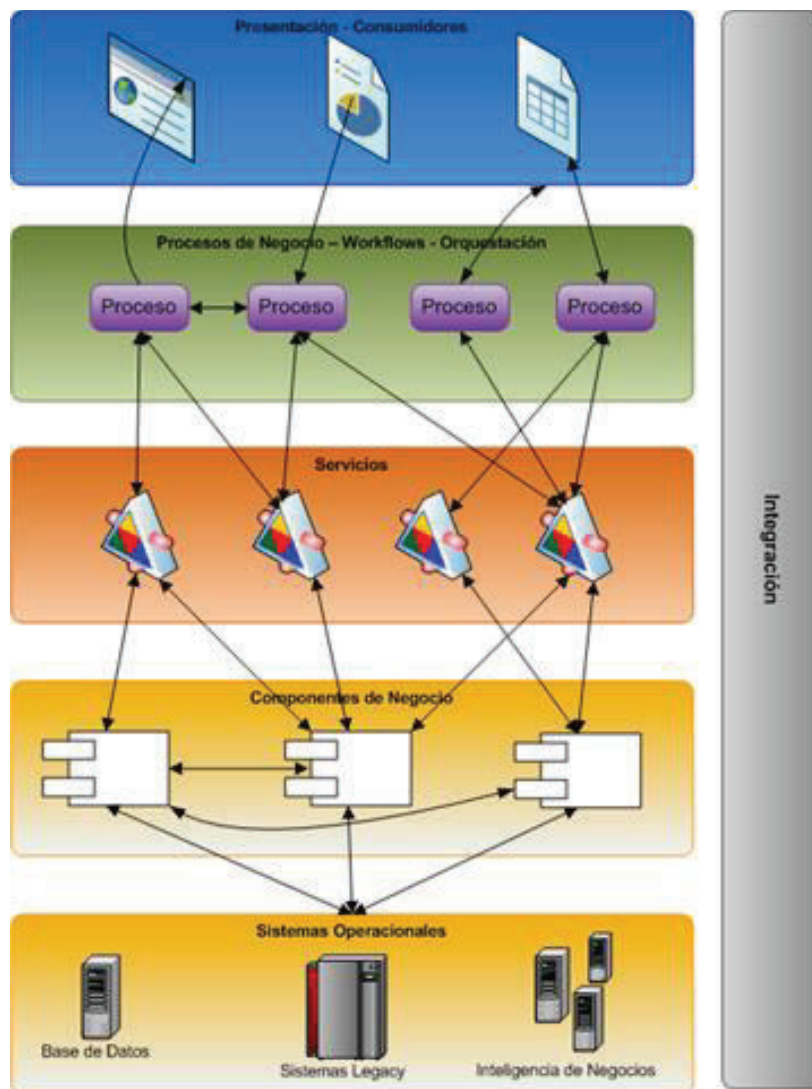 Presentación - Consumidores
Procesos de Negocio – Workflows - Orquestación
Proceso
Proceso
Proceso
Proceso
Servicios
Componentes de Negocio
Sistemas Operacionales
Base de Datos
Sistemas Legacy
Inteligencia de Negocios
Integración